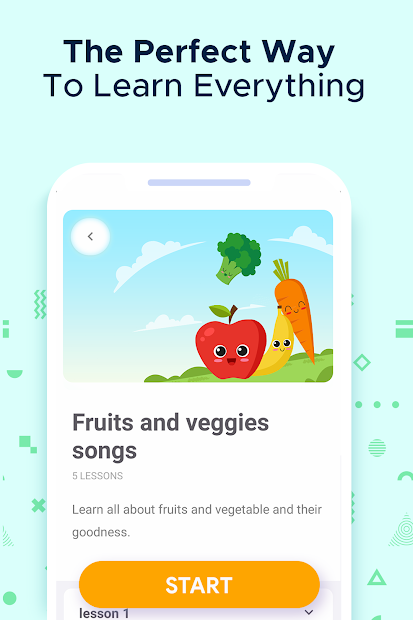 The Perfect Way
To Learn Everything
Fruits and veggies
songs
5 LESSONS
Learn all about fruits and vegetable and their
goodness.
START
lesson 1